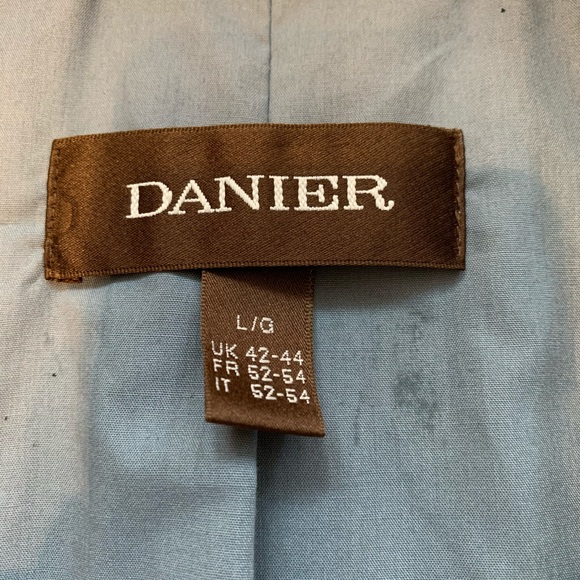 DANIER
L/G
UK 42-44
FR 52-54
IT 52-54